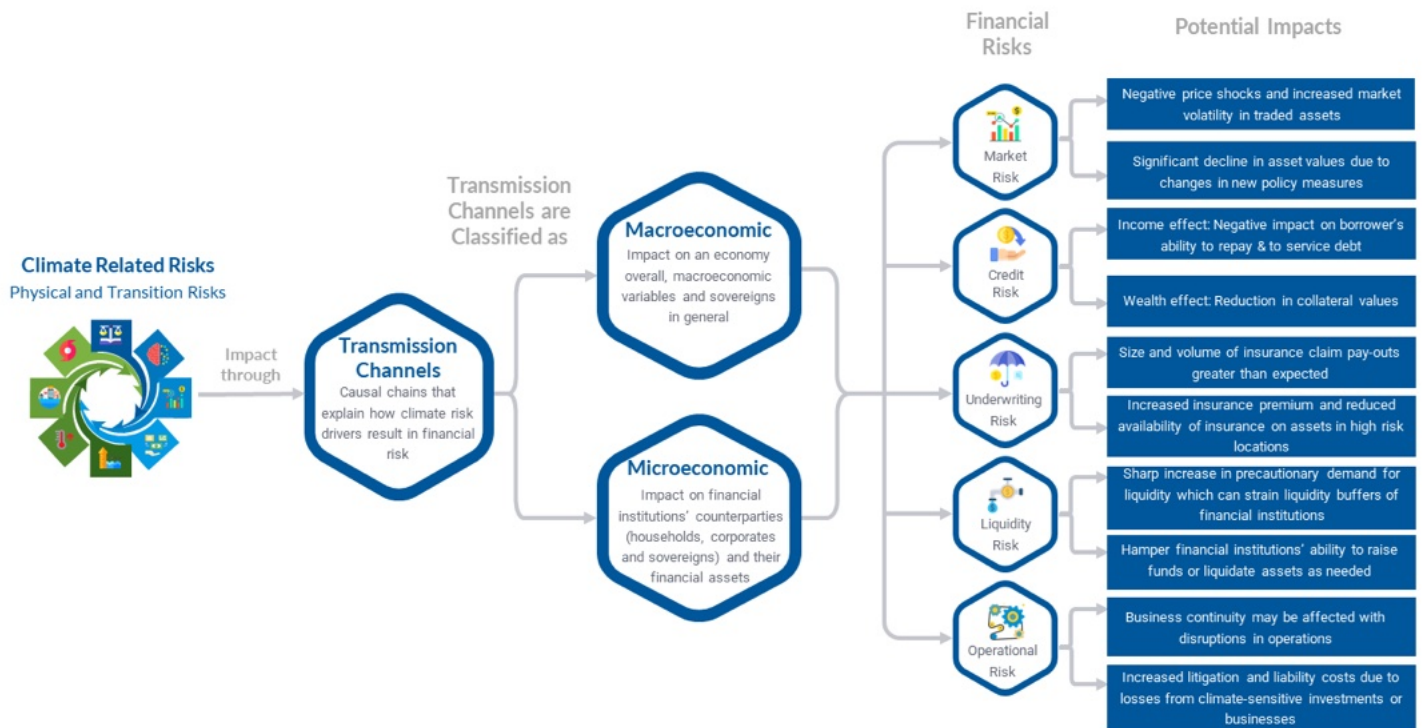 Climate Related Risks
Physical and Transition Risks
Impact
through
Transmission
Channels
Causal chains that
explain how climate risk
drivers result in financial
risk
Transmission
Channels are
Classified as
Macroeconomic
Impact on an economy
overall, macroeconomic
variables and sovereigns
in general
Microeconomic
Impact on financial
institutions' counterparties
(households, corporates
and sovereigns) and their
financial assets
Financial
Risks
Market
Risk
Credit
Risk
Underwriting
Risk
Liquidity
Risk
Operational
Risk
Potential Impacts
Negative price shocks and increased market
volatility in traded assets
Significant decline in asset values due to
changes in new policy measures
Income effect: Negative impact on borrower's
ability to repay & to service debt
Wealth effect: Reduction in collateral values
Size and volume of insurance claim pay-outs
greater than expected
Increased insurance premium and reduced
availability of insurance on assets in high risk
locations
Sharp increase in precautionary demand for
liquidity which can strain liquidity buffers of
financial institutions
Hamper financial institutions' ability to raise
funds or liquidate assets as needed
Business continuity may be affected with
disruptions in operations
Increased litigation and liability costs due to
losses from climate-sensitive investments or
businesses